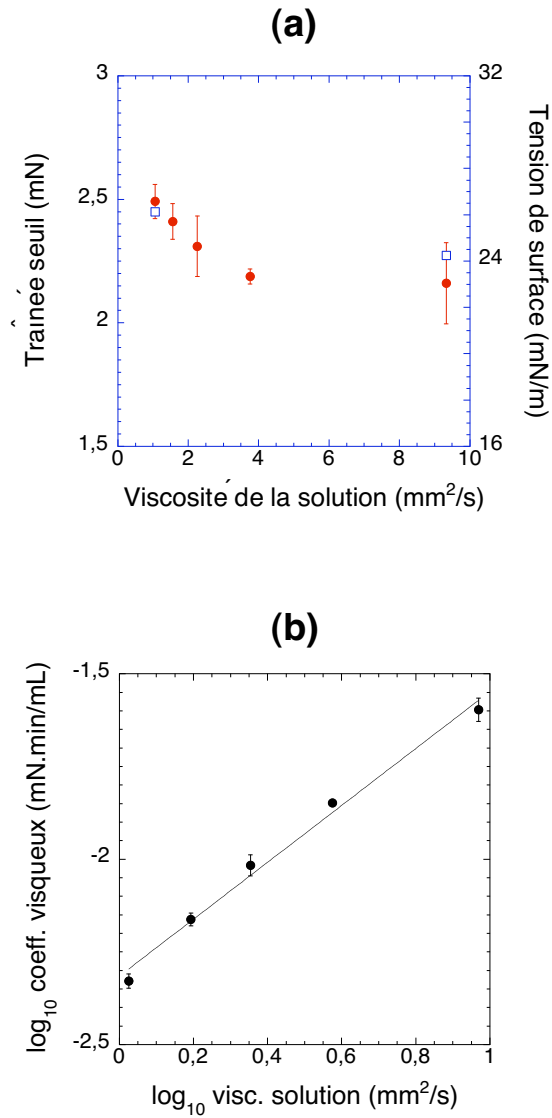 (a)
3
2,5
2
1,5
Traînée seuil (mN)
32
24
16
Tension de surface (mN/m)
0 2 4 6 8 10
Viscosité de la solution (mm²/s)
(b)
-1,5
-2
-2,5
log₁₀ coeff. visqueux (mN.min/mL)
0 0,2 0,4 0,6 0,8 1
log₁₀ visc. solution (mm²/s)